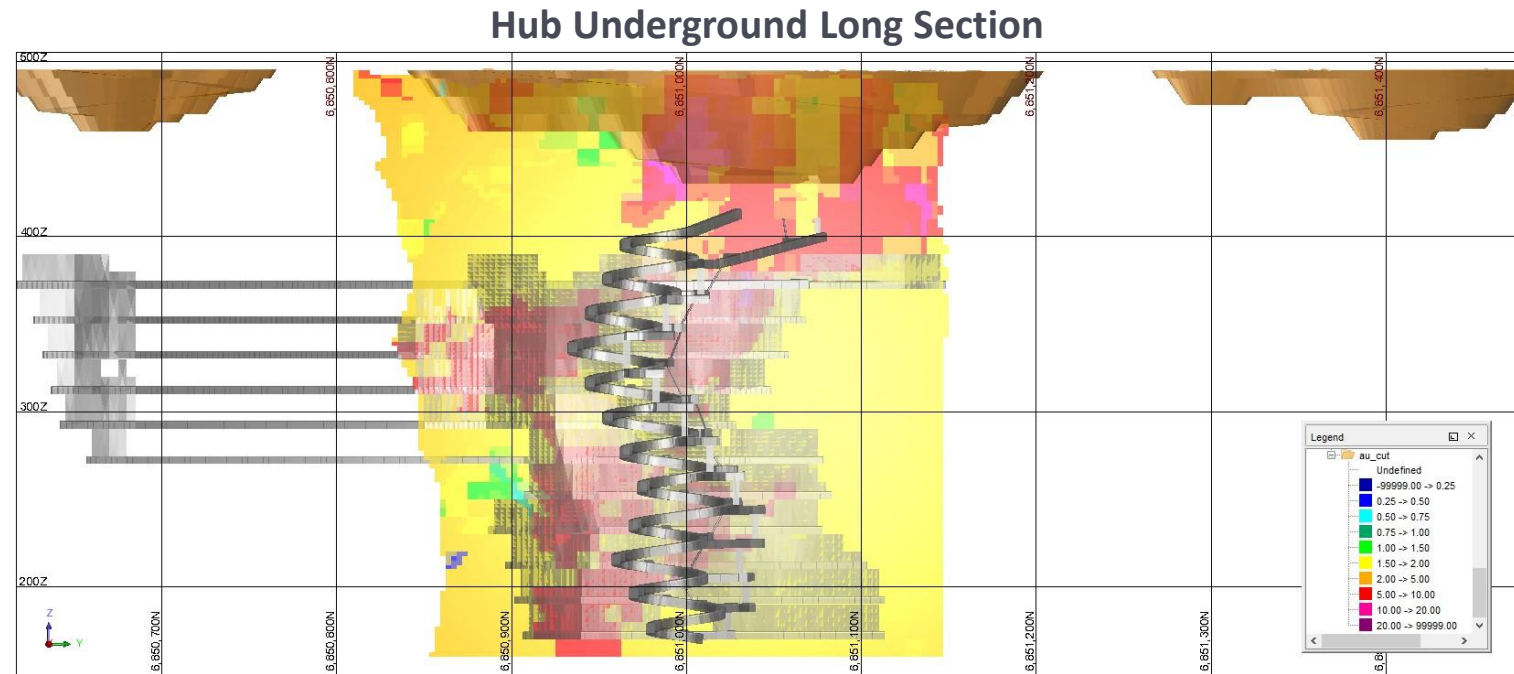 Hub Underground Long Section
500Z
400Z
300Z
200Z
6,850,800N
6,851,000N
6,851,200N
6,851,400N
6,850,700N
6,850,800N
6,850,900N
6,851,000N
6,851,100N
6,851,200N
6,851,300N
Z
Y
Legend
au_cut
Undefined
-99999.00 -> 0.25
0.25 -> 0.50
0.50 -> 0.75
0.75 -> 1.00
1.00 -> 1.50
1.50 -> 2.00
2.00 -> 5.00
5.00 -> 10.00
10.00 -> 20.00
20.00 -> 99999.00